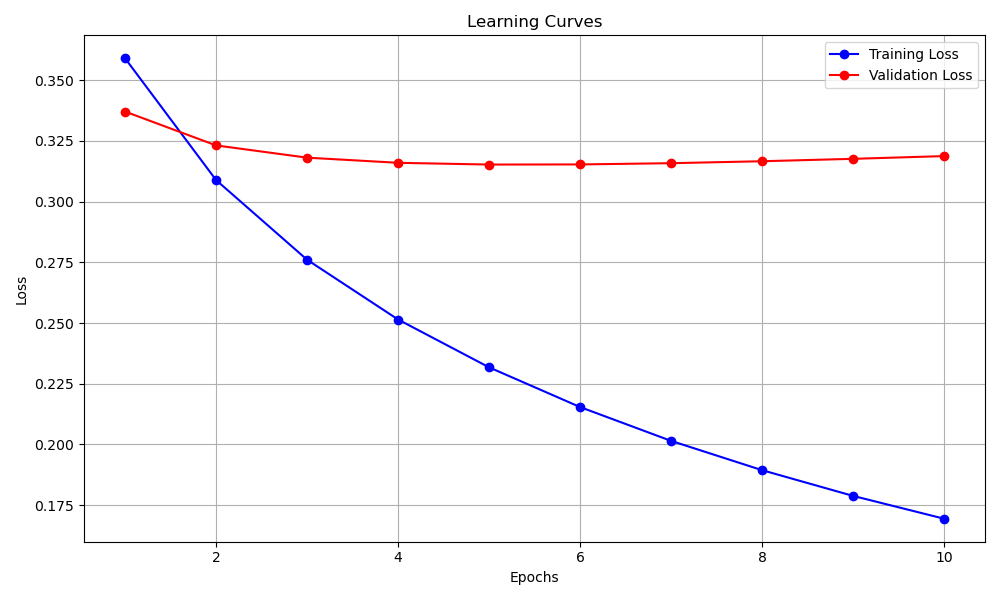 Learning Curves
Training Loss
Validation Loss
0.350
0.325
0.300
0.275
0.250
0.225
0.200
0.175
Loss
2 4 6 8 10
Epochs